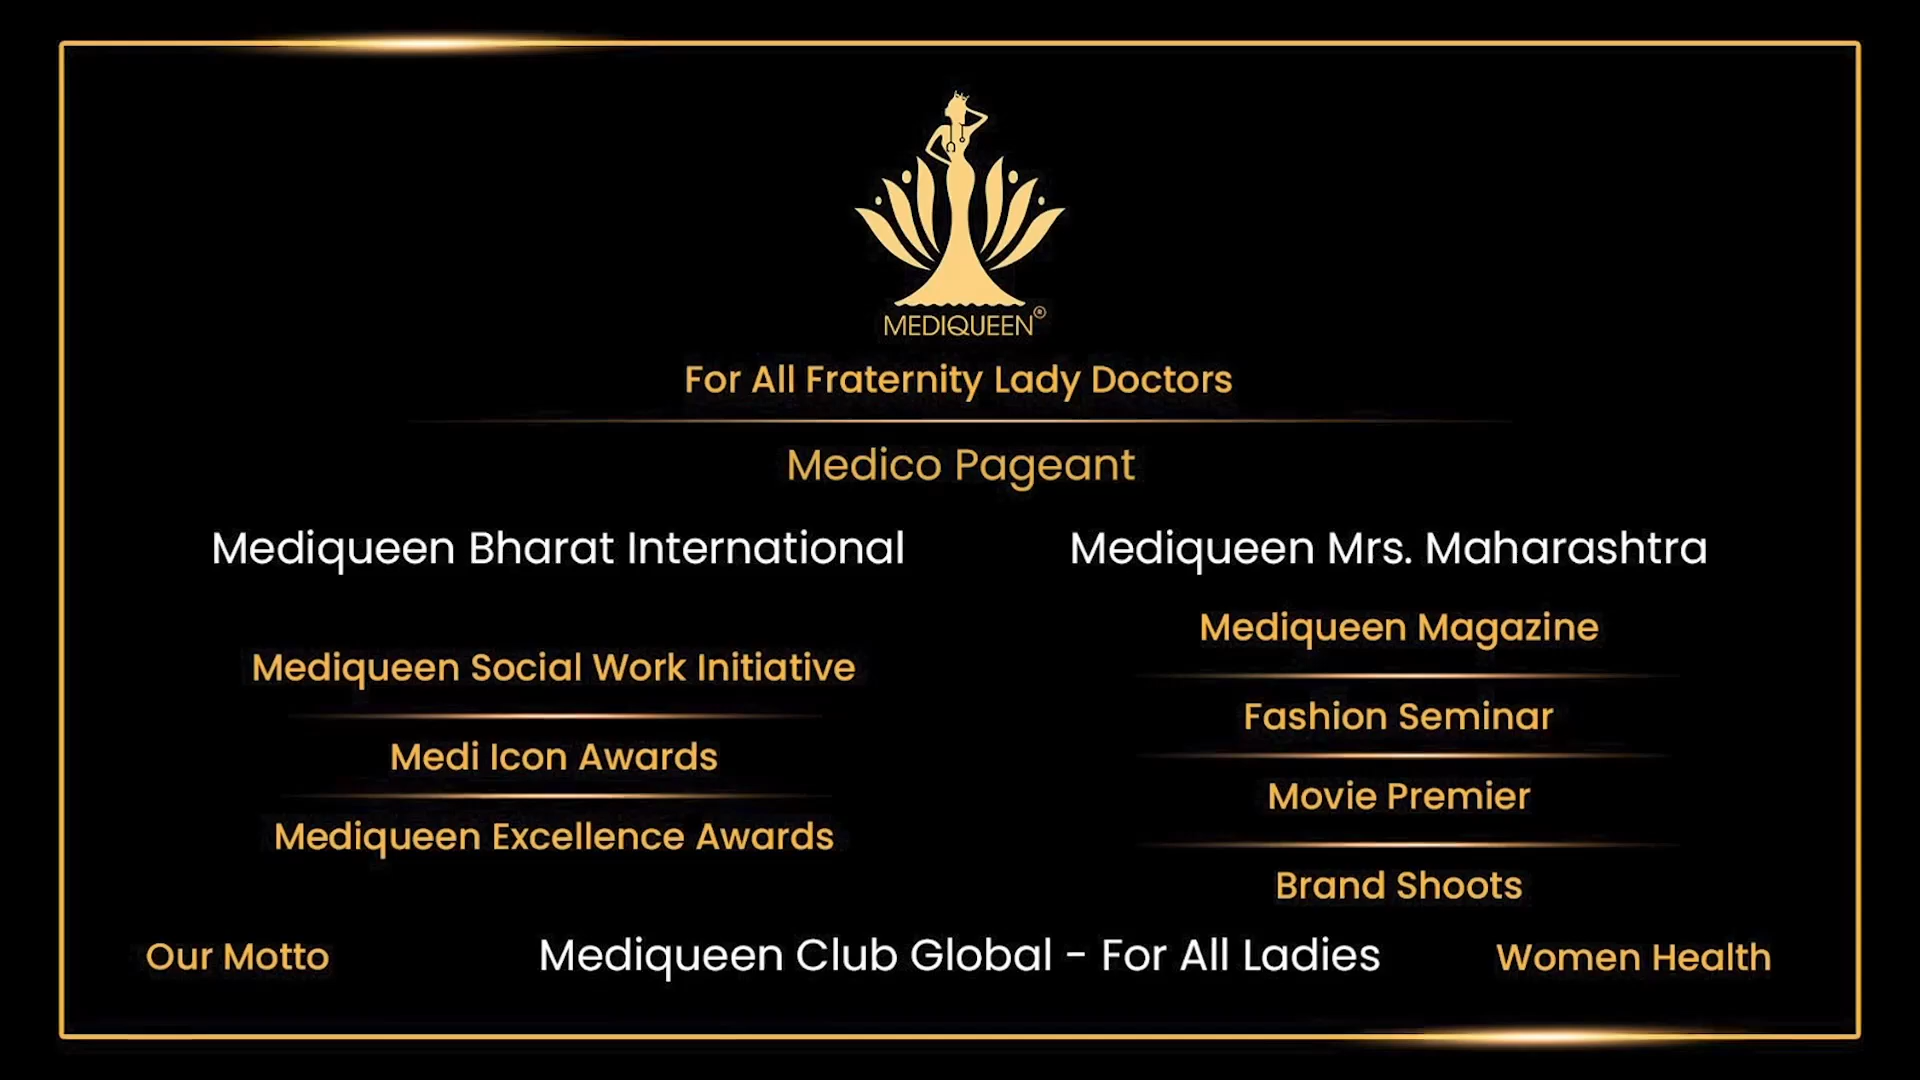 MEDIQUEEN®
For All Fraternity Lady Doctors
Medico Pageant
Mediqueen Bharat International
Mediqueen Mrs. Maharashtra
Mediqueen Social Work Initiative
Medi Icon Awards
Mediqueen Excellence Awards
Mediqueen Magazine
Fashion Seminar
Movie Premier
Brand Shoots
Our Motto
Mediqueen Club Global - For All Ladies
Women Health